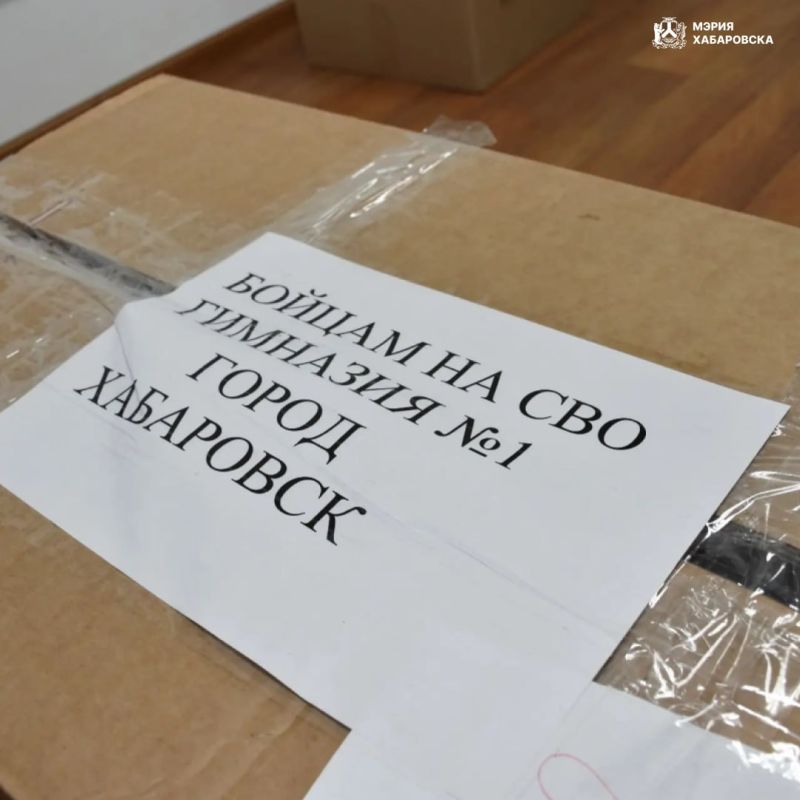 МЭРИЯ
ХАБАРОВСКА
БОЙЦАМ НА СВО
ГИМНАЗИЯ №1
ГОРОД
ХАБАРОВСК